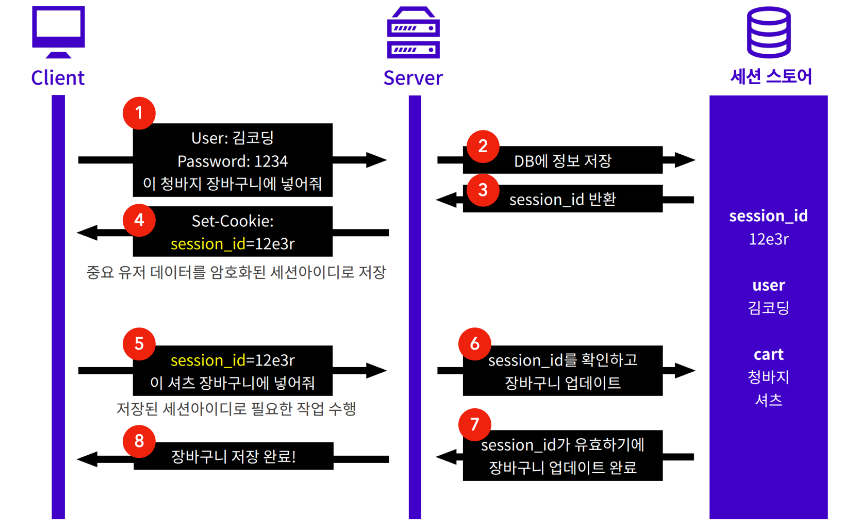 Client
Server
세션 스토어
1
User: 김코딩
Password: 1234
이 청바지 장바구니에 넣어줘
2
DB에 정보 저장
3
session_id 반환
4
Set-Cookie:
session_id=12e3r
중요 유저 데이터를 암호화된 세션아이디로 저장
5
session_id=12e3r
이 셔츠 장바구니에 넣어줘
저장된 세션아이디로 필요한 작업 수행
6
session_id를 확인하고
장바구니 업데이트
7
session_id가 유효하기에
장바구니 업데이트 완료
8
장바구니 저장 완료!
session_id
12e3r
user
김코딩
cart
청바지
셔츠